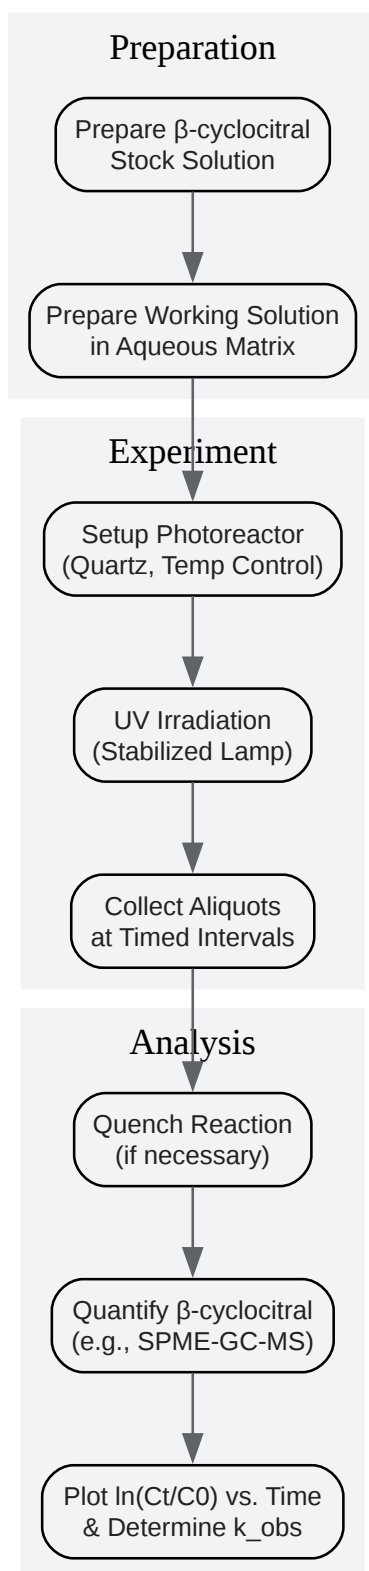 Preparation
Prepare β-cyclocitral
Stock Solution
Prepare Working Solution
in Aqueous Matrix
Experiment
Setup Photoreactor
(Quartz, Temp Control)
UV Irradiation
(Stabilized Lamp)
Collect Aliquots
at Timed Intervals
Analysis
Quench Reaction
(if necessary)
Quantify β-cyclocitral
(e.g., SPME-GC-MS)
Plot ln(Ct/C0) vs. Time
& Determine k_obs